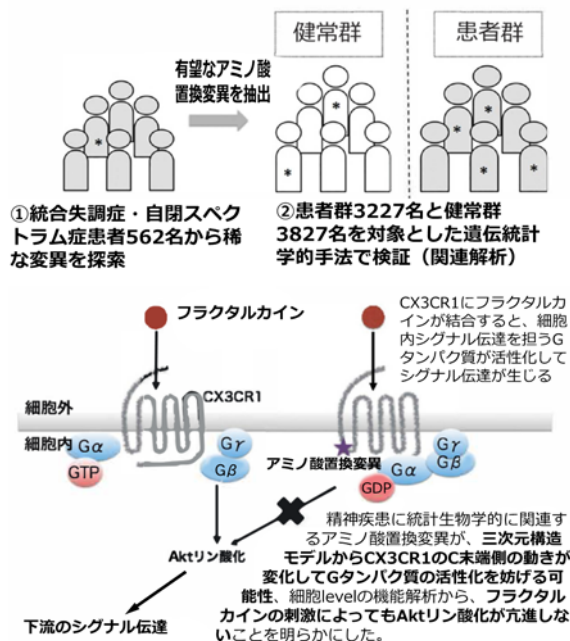 健常群
患者群
有望なアミノ酸
置換変異を抽出
*
*
*
*
*
*
*
①統合失調症・自閉スペク
トラム症患者562名から稀
な変異を探索
②患者群3227名と健常群
3827名を対象とした遺伝統計
学的手法で検証（関連解析）
フラクタルカイン
CX3CR1にフラクタルカ
インが結合すると、細胞
内シグナル伝達を担うG
タンパク質が活性化して
シグナル伝達が生じる
CX3CR1
細胞外
細胞内
Gα
GTP
Gγ
Gβ
アミノ酸置換変異
GDP
Gα
Gγ
Gβ
Aktリン酸化
下流のシグナル伝達
精神疾患に統計生物学的に関連す
るアミノ酸置換変異が、三次元構造
モデルからCX3CR1のC末端側の動きが
変化してGタンパク質の活性化を妨げる可
能性、細胞levelの機能解析から、フラクタル
カインの刺激によってもAktリン酸化が亢進しな
いことを明らかにした。